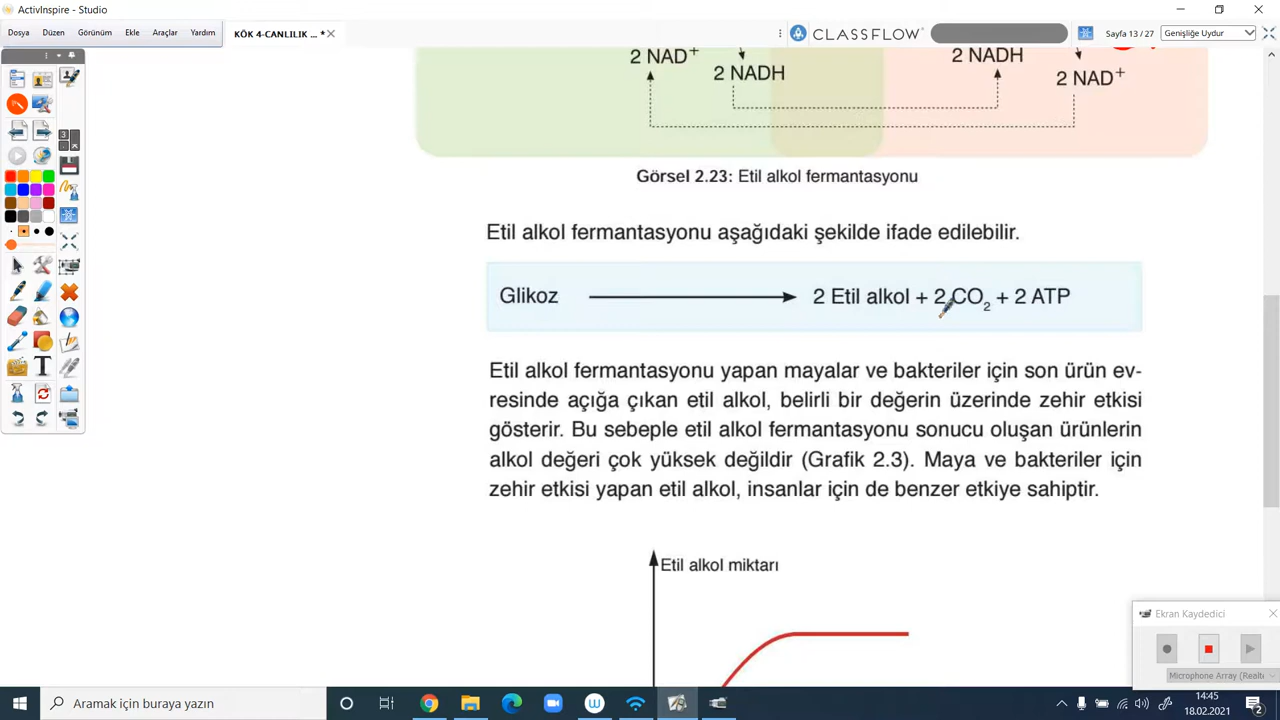 ActivInspire - Studio
Dosya Düzen Görünüm Ekle Araçlar Yardım
KÖK 4-CANLILIK ... *
CLASSFLOW
Sayfa 13 / 27
Genişliğine Uydur
3
2 NAD+
2 NADH
2 NADH
2 NAD+
Görsel 2.23: Etil alkol fermantasyonu
Etil alkol fermantasyonu aşağıdaki şekilde ifade edilebilir.
Glikoz 2 Etil alkol + 2 CO2 + 2 ATP
Etil alkol fermantasyonu yapan mayalar ve bakteriler için son ürün ev-
resinde açığa çıkan etil alkol, belirli bir değerin üzerinde zehir etkisi
gösterir. Bu sebeple etil alkol fermantasyonu sonucu oluşan ürünlerin
alkol değeri çok yüksek değildir (Grafik 2.3). Maya ve bakteriler için
zehir etkisi yapan etil alkol, insanlar için de benzer etkiye sahiptir.
Etil alkol miktarı
Ekran Kaydedici
Microphone Array (Realte
Aramak için buraya yazın
14:45
18.02.2021
2